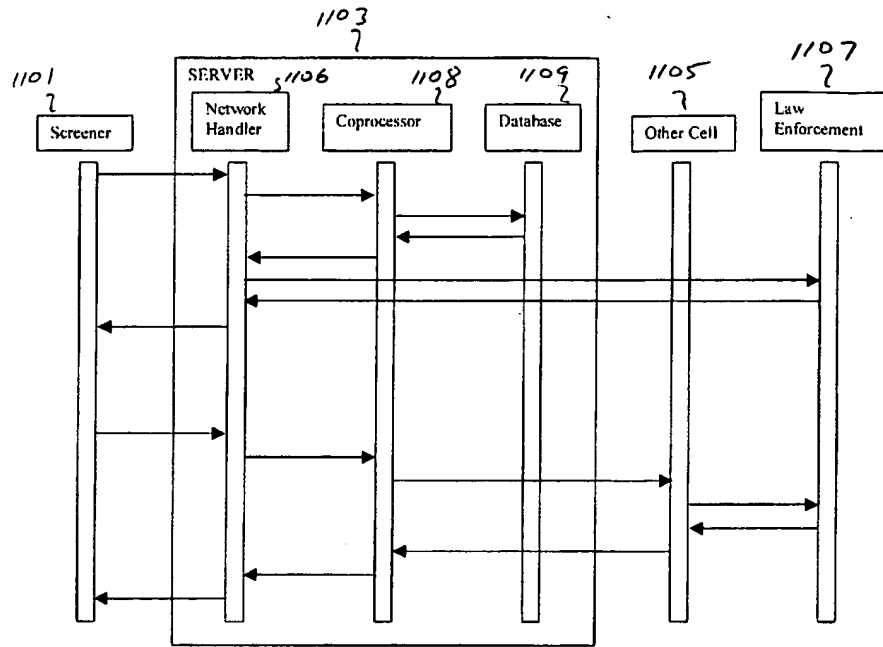 1103
1101
SERVER
1106
1108
1109
1105
1107
Screener
Network
Handler
Coprocessor
Database
Other Cell
Law
Enforcement